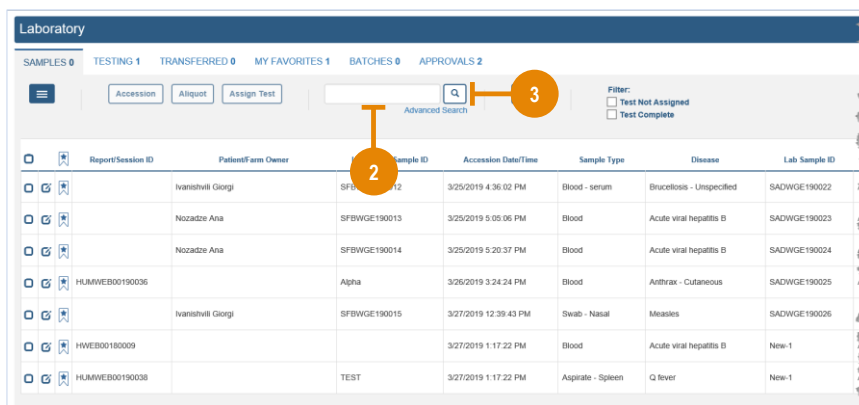 Laboratory
SAMPLES 0 TESTING 1 TRANSFERRED 0 MY FAVORITES 1 BATCHES 0 APPROVALS 2
Accession Aliquot Assign Test
3
Filter:
Test Not Assigned
Test Complete
Advanced Search
2
Report/Session ID Patient/Farm Owner Sample ID Accession Date/Time Sample Type Disease Lab Sample ID
Ivanishvili Giorgi 3/25/2019 4:36:02 PM Blood - serum Brucellosis - Unspecified SADWGE190022
Nozadze Ana SFBWGE190013 3/25/2019 5:05:06 PM Blood Acute viral hepatitis B SADWGE190023
Nozadze Ana SFBWGE190014 3/25/2019 5:20:37 PM Blood Acute viral hepatitis B SADWGE190024
HUMWEB00190036 Alpha 3/26/2019 3:24:24 PM Blood Anthrax - Cutaneous SADWGE190025
Ivanishvili Giorgi SFBWGE190015 3/27/2019 12:39:43 PM Swab - Nasal Measles SADWGE190026
HWEB00180009 3/27/2019 1:17:22 PM Blood Acute viral hepatitis B New-1
HUMWEB00190038 TEST 3/27/2019 1:17:22 PM Aspirate - Spleen Q fever New-1